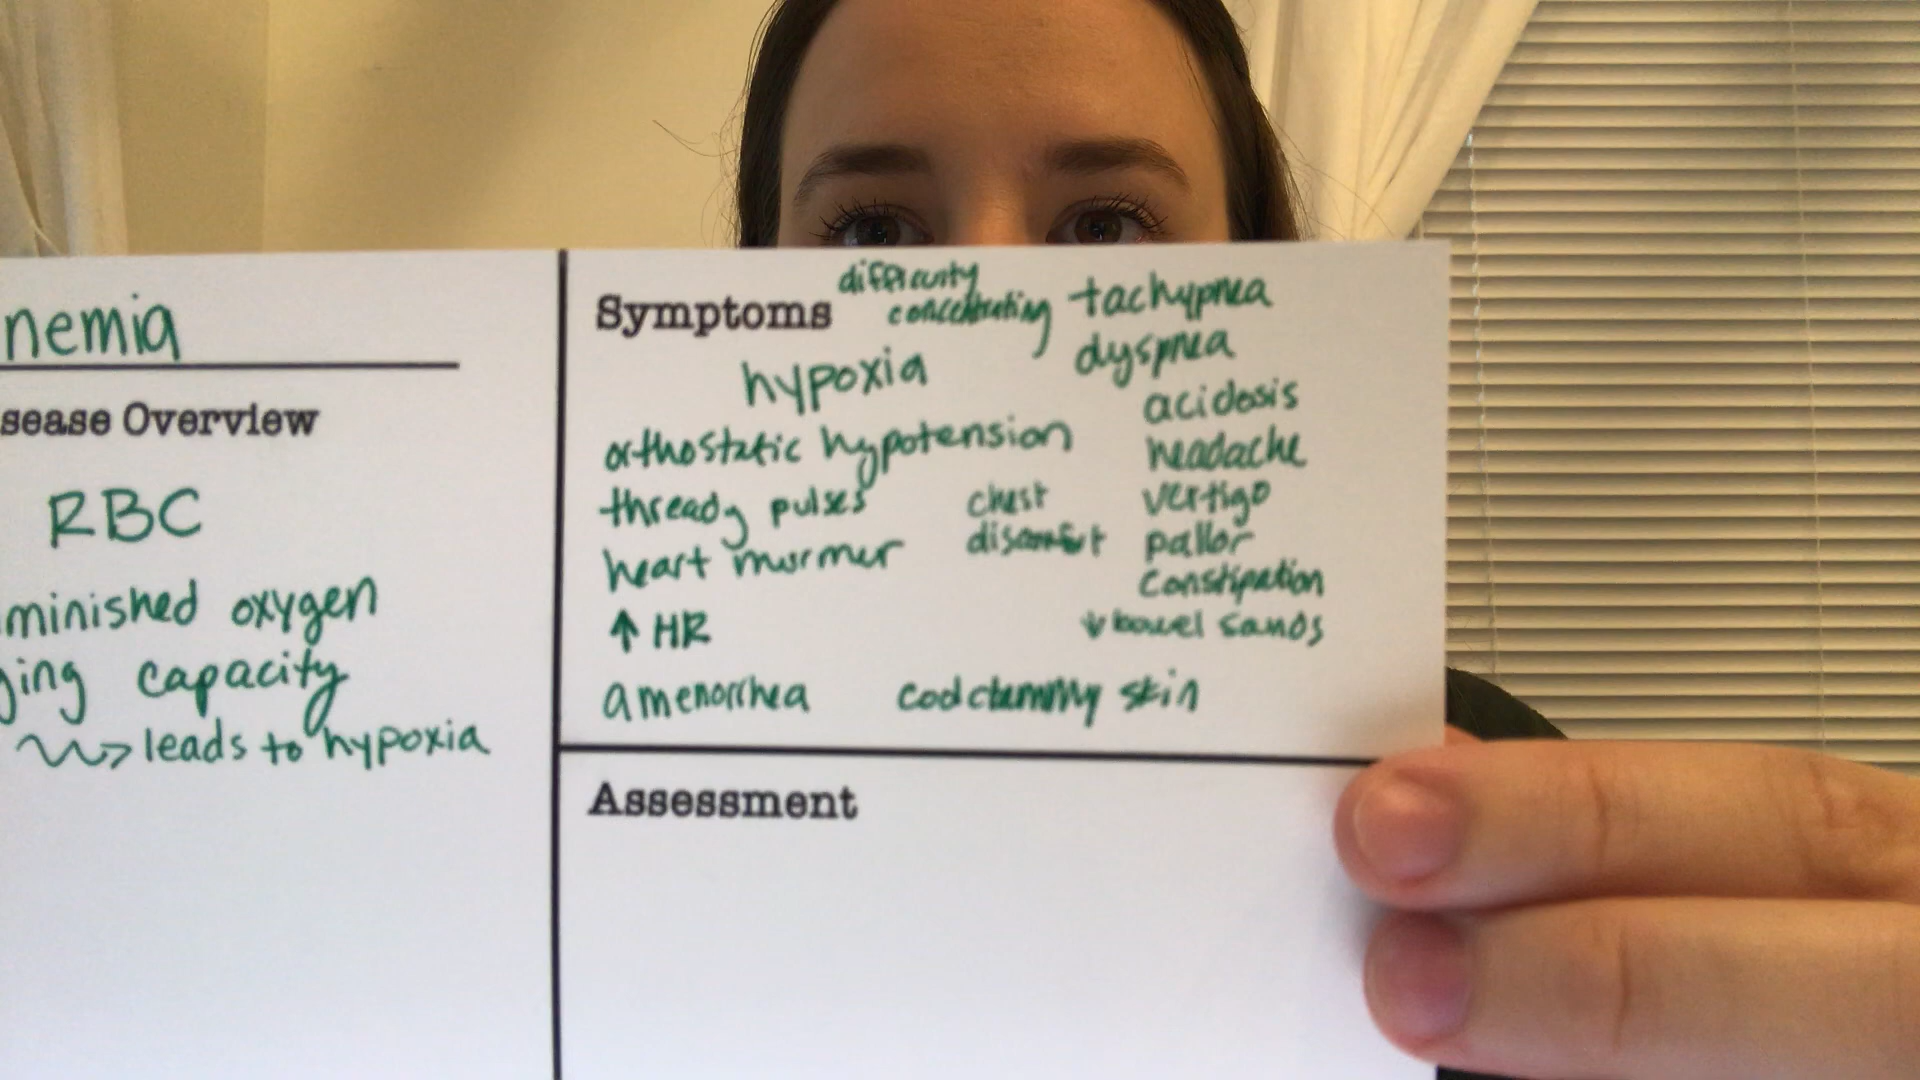 nemia
sease Overview
RBC
minished oxygen
ging capacity
leads to hypoxia
Symptoms
difficulty
concentrating
hypoxia
orthostatic hypotension
thready pulses
heart murmer
↑ HR
amenorrhea
chest
discomfort
tachypnea
dyspnea
acidosis
headache
vertigo
pallor
constipation
↓ bowel sands
cool clammy skin
Assessment